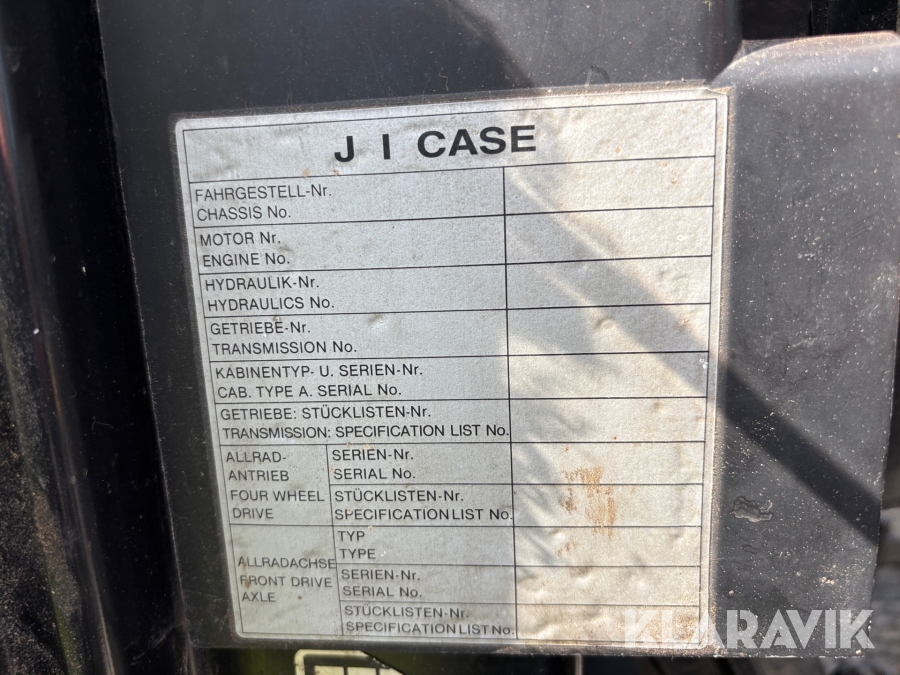 J I CASE
FAHRGESTELL-Nr.
CHASSIS No.
MOTOR Nr.
ENGINE No.
HYDRAULIK-Nr.
HYDRAULICS No.
GETRIEBE-Nr.
TRANSMISSION No.
KABINENTYP- U. SERIEN-Nr.
CAB. TYPE A. SERIAL No.
GETRIEBE: STÜCKLISTEN-Nr.
TRANSMISSION: SPECIFICATION LIST No.
ALLRAD-
ANTRIEB
FOUR WHEEL
DRIVE
SERIEN-Nr.
SERIAL No.
STÜCKLISTEN-Nr.
SPECIFICATION LIST No.
ALLRADACHSE
FRONT DRIVE
AXLE
TYP
TYPE
SERIEN-Nr.
SERIAL No.
STÜCKLISTEN-Nr.
SPECIFICATION LIST No.
KLARAVIK